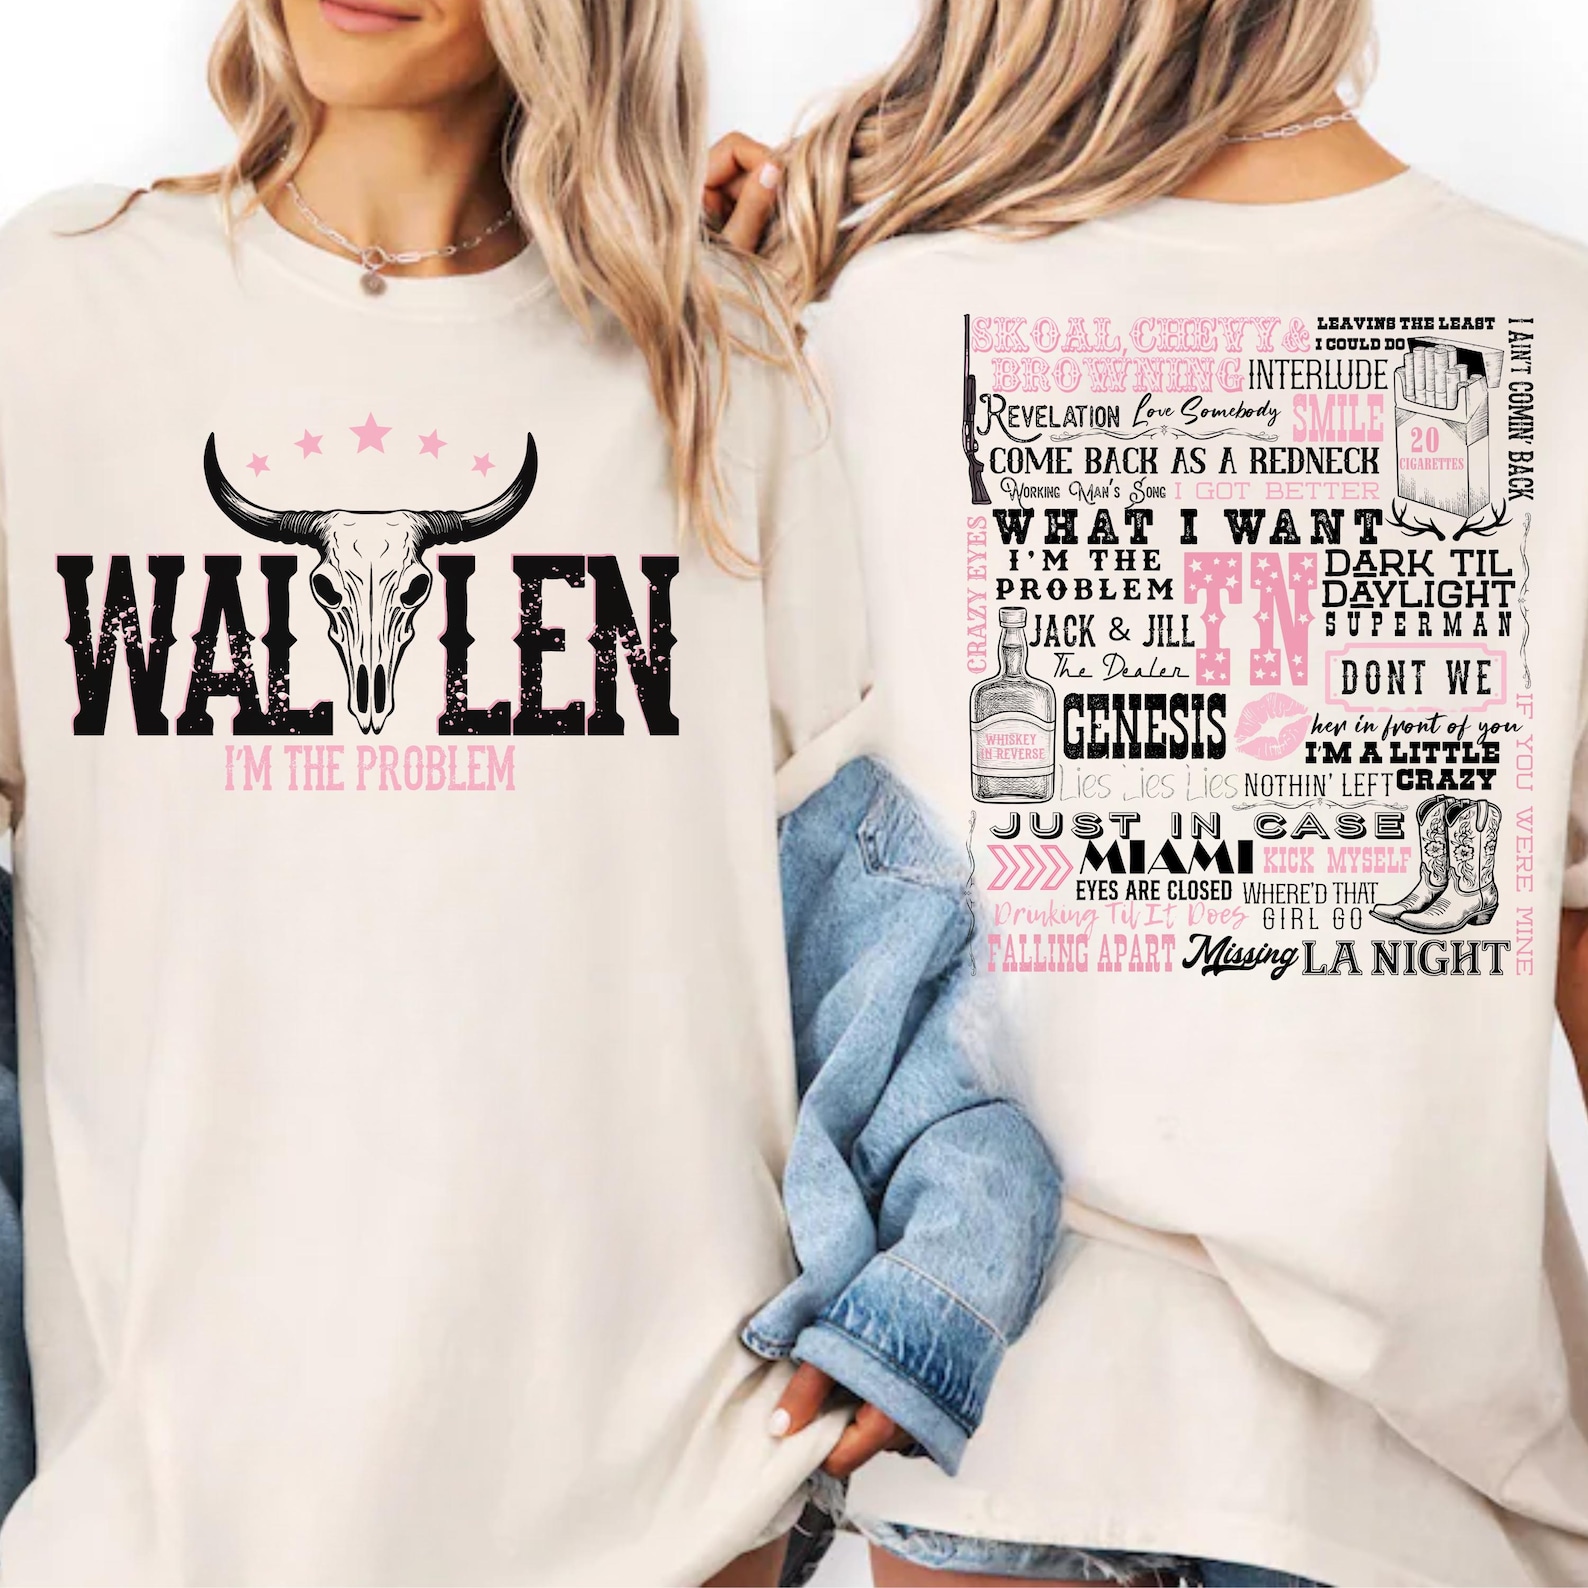 WALLEN
I'M THE PROBLEM
SKOAL, CHEVY &
BROWNING
LEAVING THE LEAST
I COULD DO
INTERLUDE
I AIN'T COMIN' BACK
REVELATION
Love Somebody
SMILE
20
CIGARETTES
COME BACK AS A REDNECK
WORKING MAN'S SONG
I GOT BETTER
CRAZY EYES
WHAT I WANT
I'M THE
PROBLEM
TN
DARK TIL
DAYLIGHT
SUPERMAN
JACK & JILL
The Dealer
DONT WE
WHISKEY
IN REVERSE
GENESIS
her in front of you
I'M A LITTLE
CRAZY
IF YOU WERE MINE
Lies Lies Lies
NOTHIN' LEFT
JUST IN CASE
MIAMI
KICK MYSELF
EYES ARE CLOSED
WHERE'D THAT
GIRL GO
Drinking Til It Does
FALLING APART
Missing
LA NIGHT